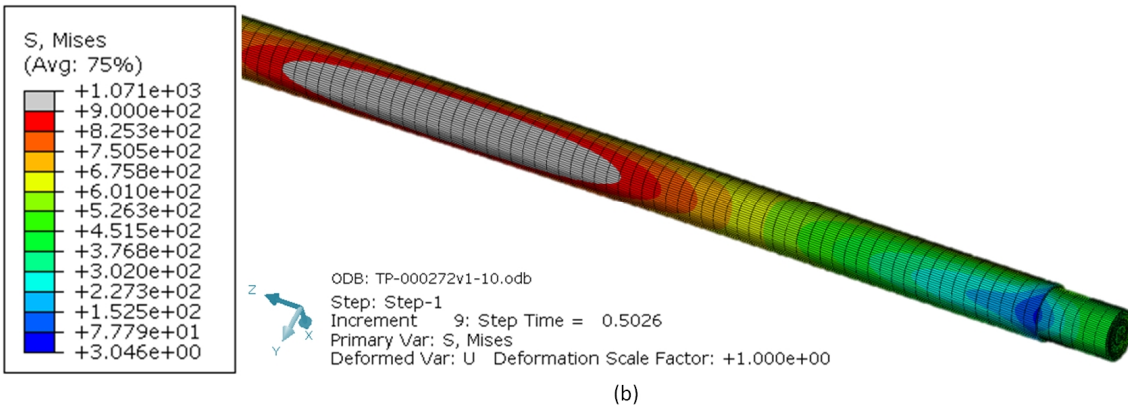 S, Mises
(Avg: 75%)
+1.071e+03
+9.000e+02
+8.253e+02
+7.505e+02
+6.758e+02
+6.010e+02
+5.263e+02
+4.515e+02
+3.768e+02
+3.020e+02
+2.273e+02
+1.525e+02
+7.779e+01
+3.046e+00
Z
Y
X
ODB: TP-000272v1-10.odb
Step: Step-1
Increment 9: Step Time = 0.5026
Primary Var: S, Mises
Deformed Var: U Deformation Scale Factor: +1.000e+00
(b)